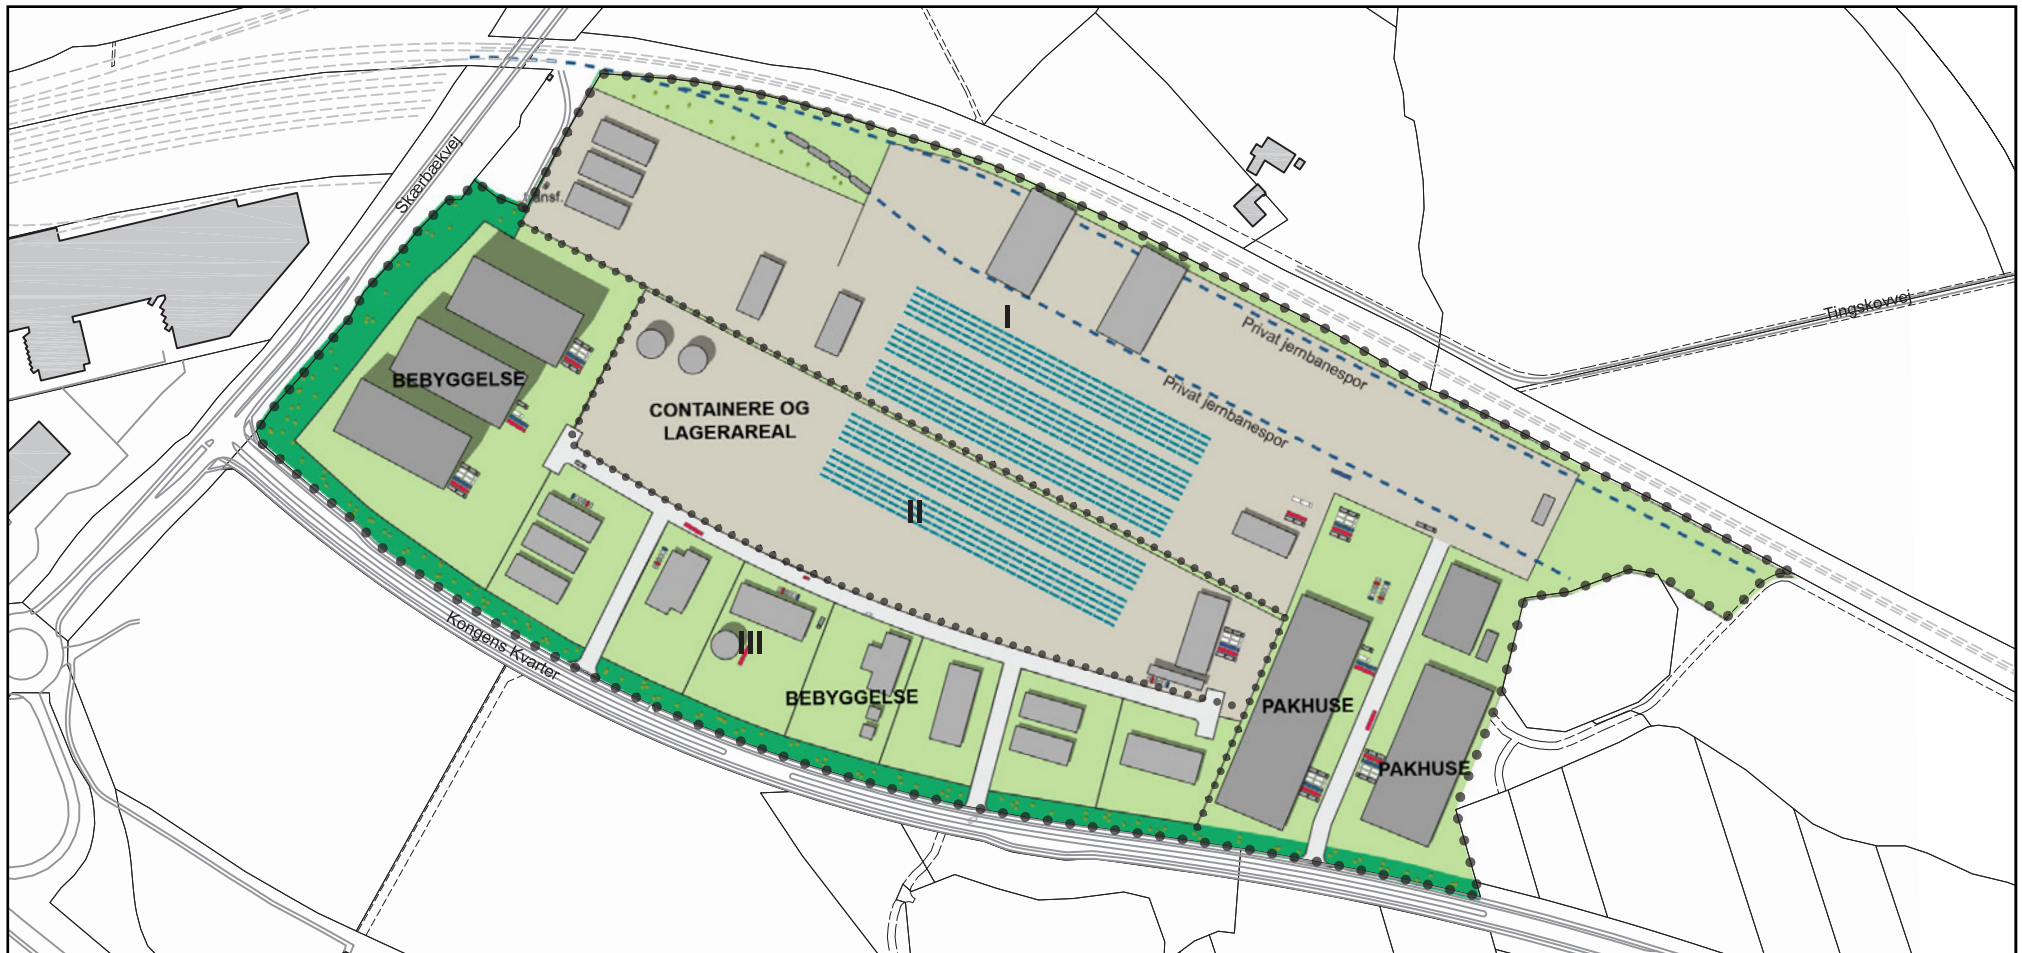 Skærbækvej
Tingskovvej
I
Privat jernbanespor
Privat jernbanespor
BEBYGGELSE
CONTAINERE OG
LAGERAREAL
II
III
Kongens Kvarter
BEBYGGELSE
PAKHUSE
PAKHUSE